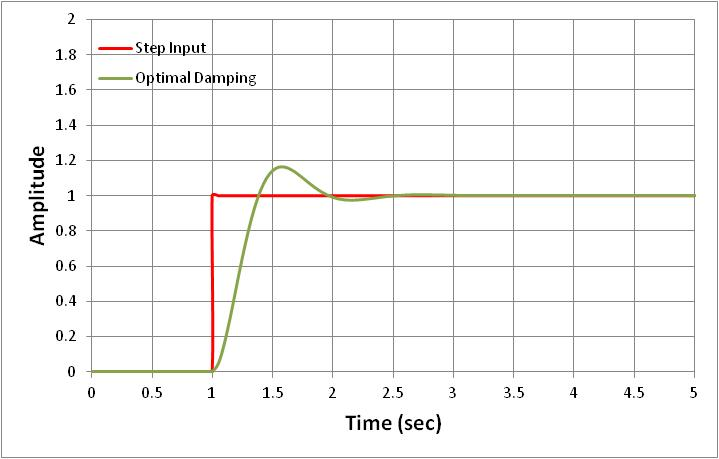 2
1.8
Step Input
1.6
Optimal Damping
1.4
1.2
1
0.8
0.6
0.4
0.2
0
Amplitude
0 0.5 1 1.5 2 2.5 3 3.5 4 4.5 5
Time (sec)